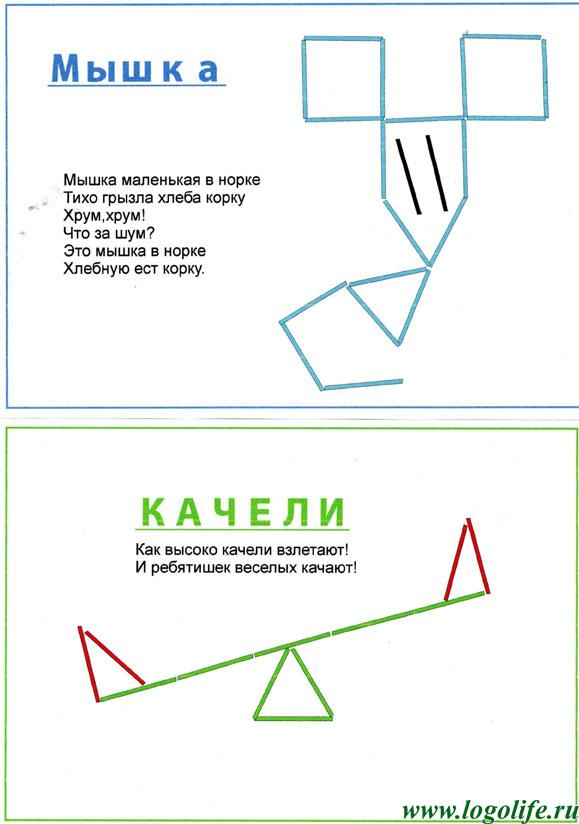 Мышка
Мышка маленькая в норке
Тихо грызла хлеба корку
Хрум,хрум!
Что за шум?
Это мышка в норке
Хлебную ест корку.
КАЧЕЛИ
Как высоко качели взлетают!
И ребятишек веселых качают!
www.logolife.ru